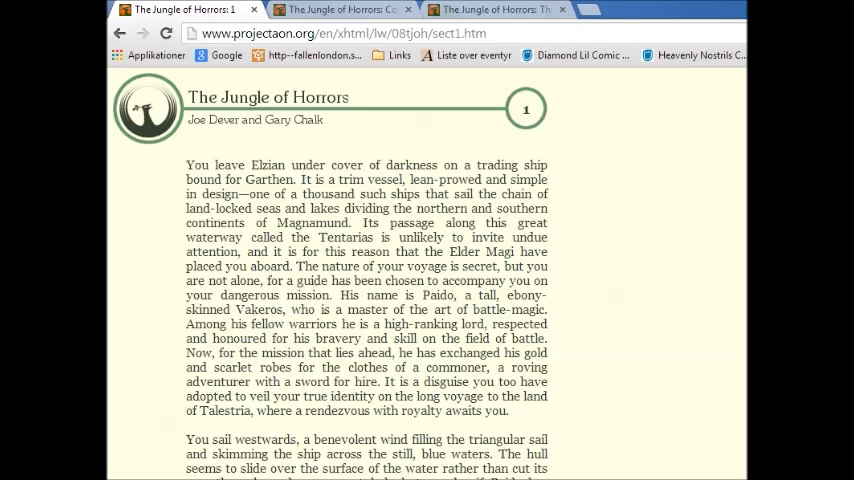 The Jungle of Horrors: 1
The Jungle of Horrors: Co
The Jungle of Horrors: Th
www.projectaon.org/en/xhtml/lw/08tjoh/sect1.htm
Applikationer
Google
http--fallenlondon.s...
Links
Liste over eventyr
Diamond Lil Comic ...
Heavenly Nostrils C...
The Jungle of Horrors
1
Joe Dever and Gary Chalk
You leave Elzian under cover of darkness on a trading ship
bound for Garthen. It is a trim vessel, lean-prowed and simple
in design—one of a thousand such ships that sail the chain of
land-locked seas and lakes dividing the northern and southern
continents of Magnamund. Its passage along this great
waterway called the Tentarias is unlikely to invite undue
attention, and it is for this reason that the Elder Magi have
placed you aboard. The nature of your voyage is secret, but you
are not alone, for a guide has been chosen to accompany you on
your dangerous mission. His name is Paido, a tall, ebony-
skinned Vakeros, who is a master of the art of battle-magic.
Among his fellow warriors he is a high-ranking lord, respected
and honoured for his bravery and skill on the field of battle.
Now, for the mission that lies ahead, he has exchanged his gold
and scarlet robes for the clothes of a commoner, a roving
adventurer with a sword for hire. It is a disguise you too have
adopted to veil your true identity on the long voyage to the land
of Talestria, where a rendezvous with royalty awaits you.
You sail westwards, a benevolent wind filling the triangular sail
and skimming the ship across the still, blue waters. The hull
seems to slide over the surface of the water rather than cut its